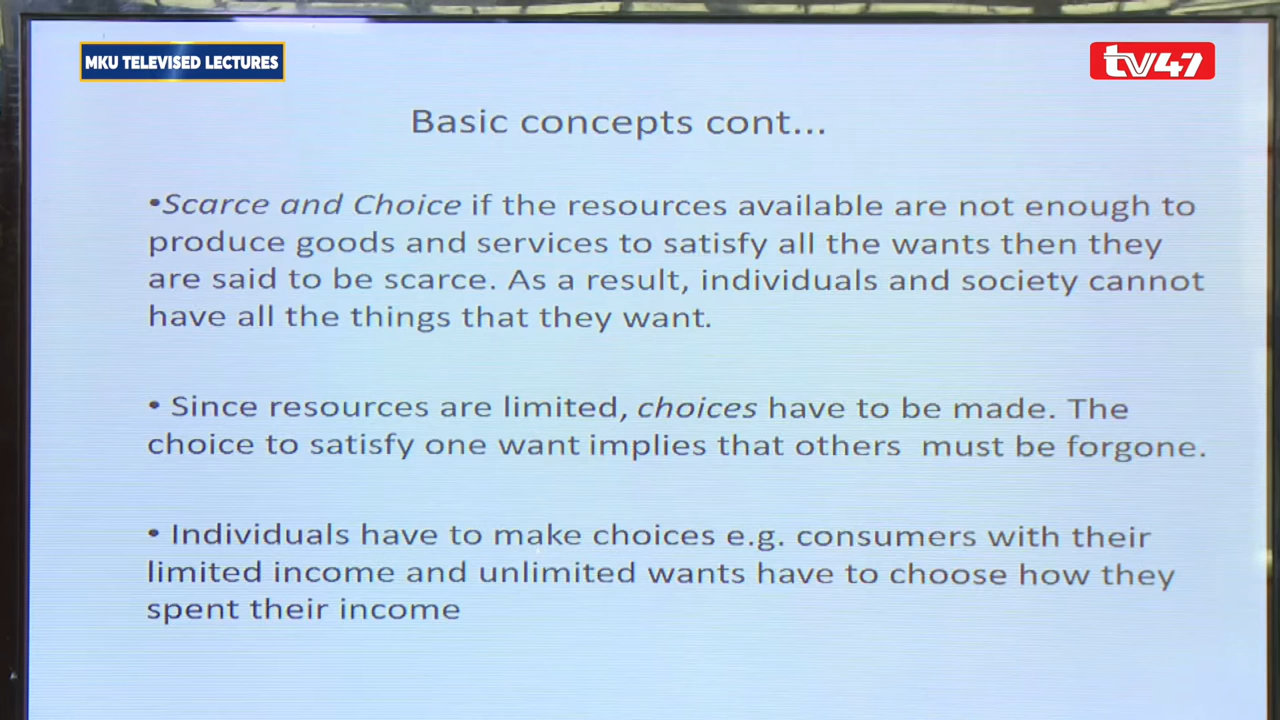 MKU TELEVISED LECTURES
tv47
Basic concepts cont...
•Scarce and Choice if the resources available are not enough to
produce goods and services to satisfy all the wants then they
are said to be scarce. As a result, individuals and society cannot
have all the things that they want.
• Since resources are limited, choices have to be made. The
choice to satisfy one want implies that others must be forgone.
• Individuals have to make choices e.g. consumers with their
limited income and unlimited wants have to choose how they
spent their income